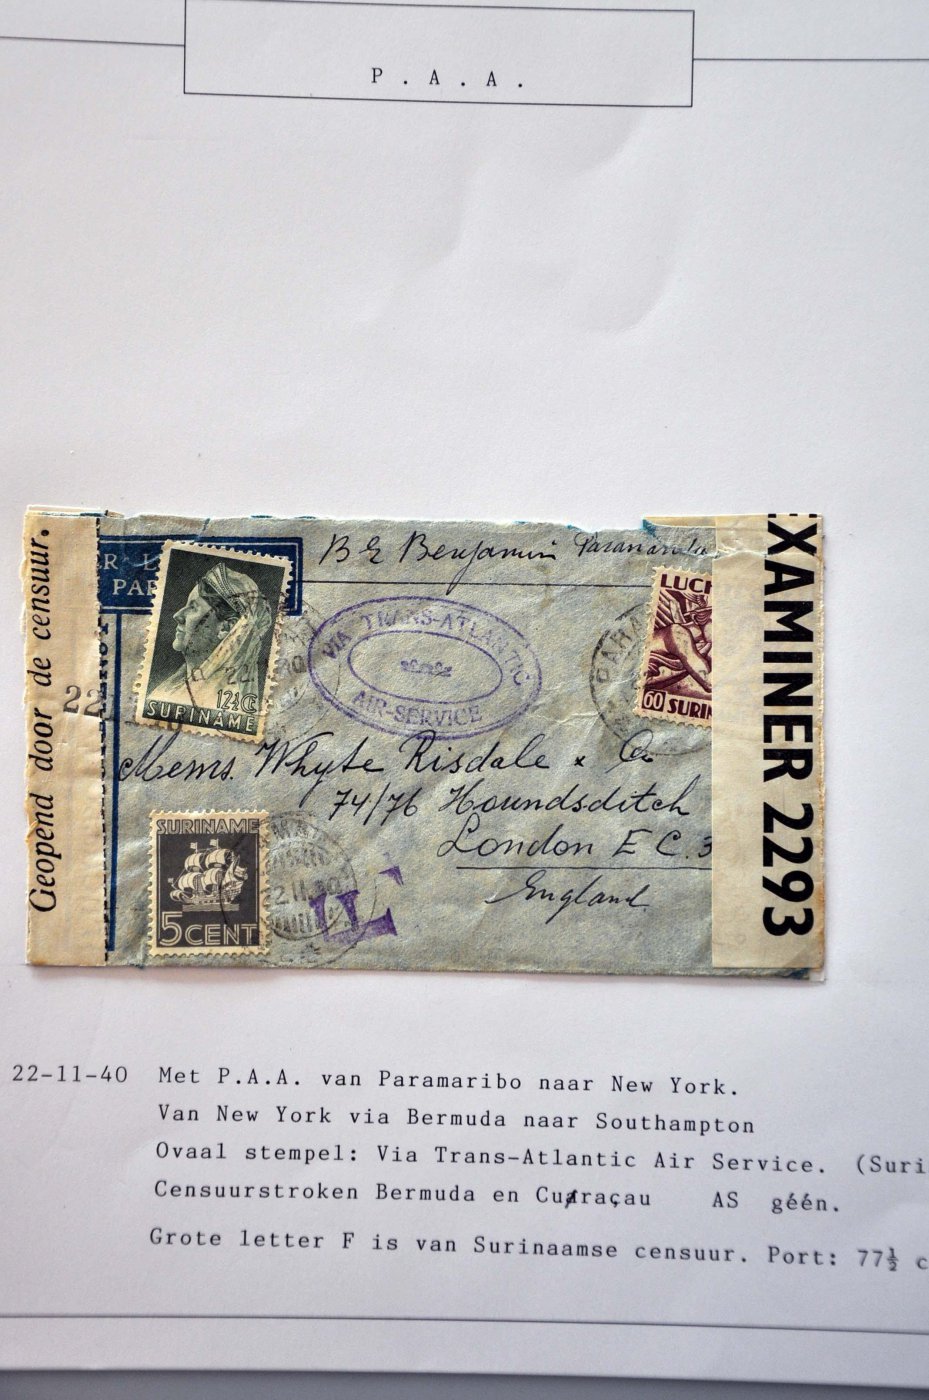 P . A . A .
Geopend door de censuur.
PAR
B E Benjamin Paramaribo
VIA TRANS-ATLANTIC
AIR-SERVICE
12½C
SURINAME
LUCH
60 SURIN
EXAMINER 2293
22
Messrs. Whyte Risdale & Co
74/76 Houndsditch
London E C. 3
England
SURINAME
5 CENT
22.11.40
22-11-40 Met P.A.A. van Paramaribo naar New York.
Van New York via Bermuda naar Southampton
Ovaal stempel: Via Trans-Atlantic Air Service. (Suri
Censuurstroken Bermuda en Curaçau AS géén.
Grote letter F is van Surinaamse censuur. Port: 77½ c